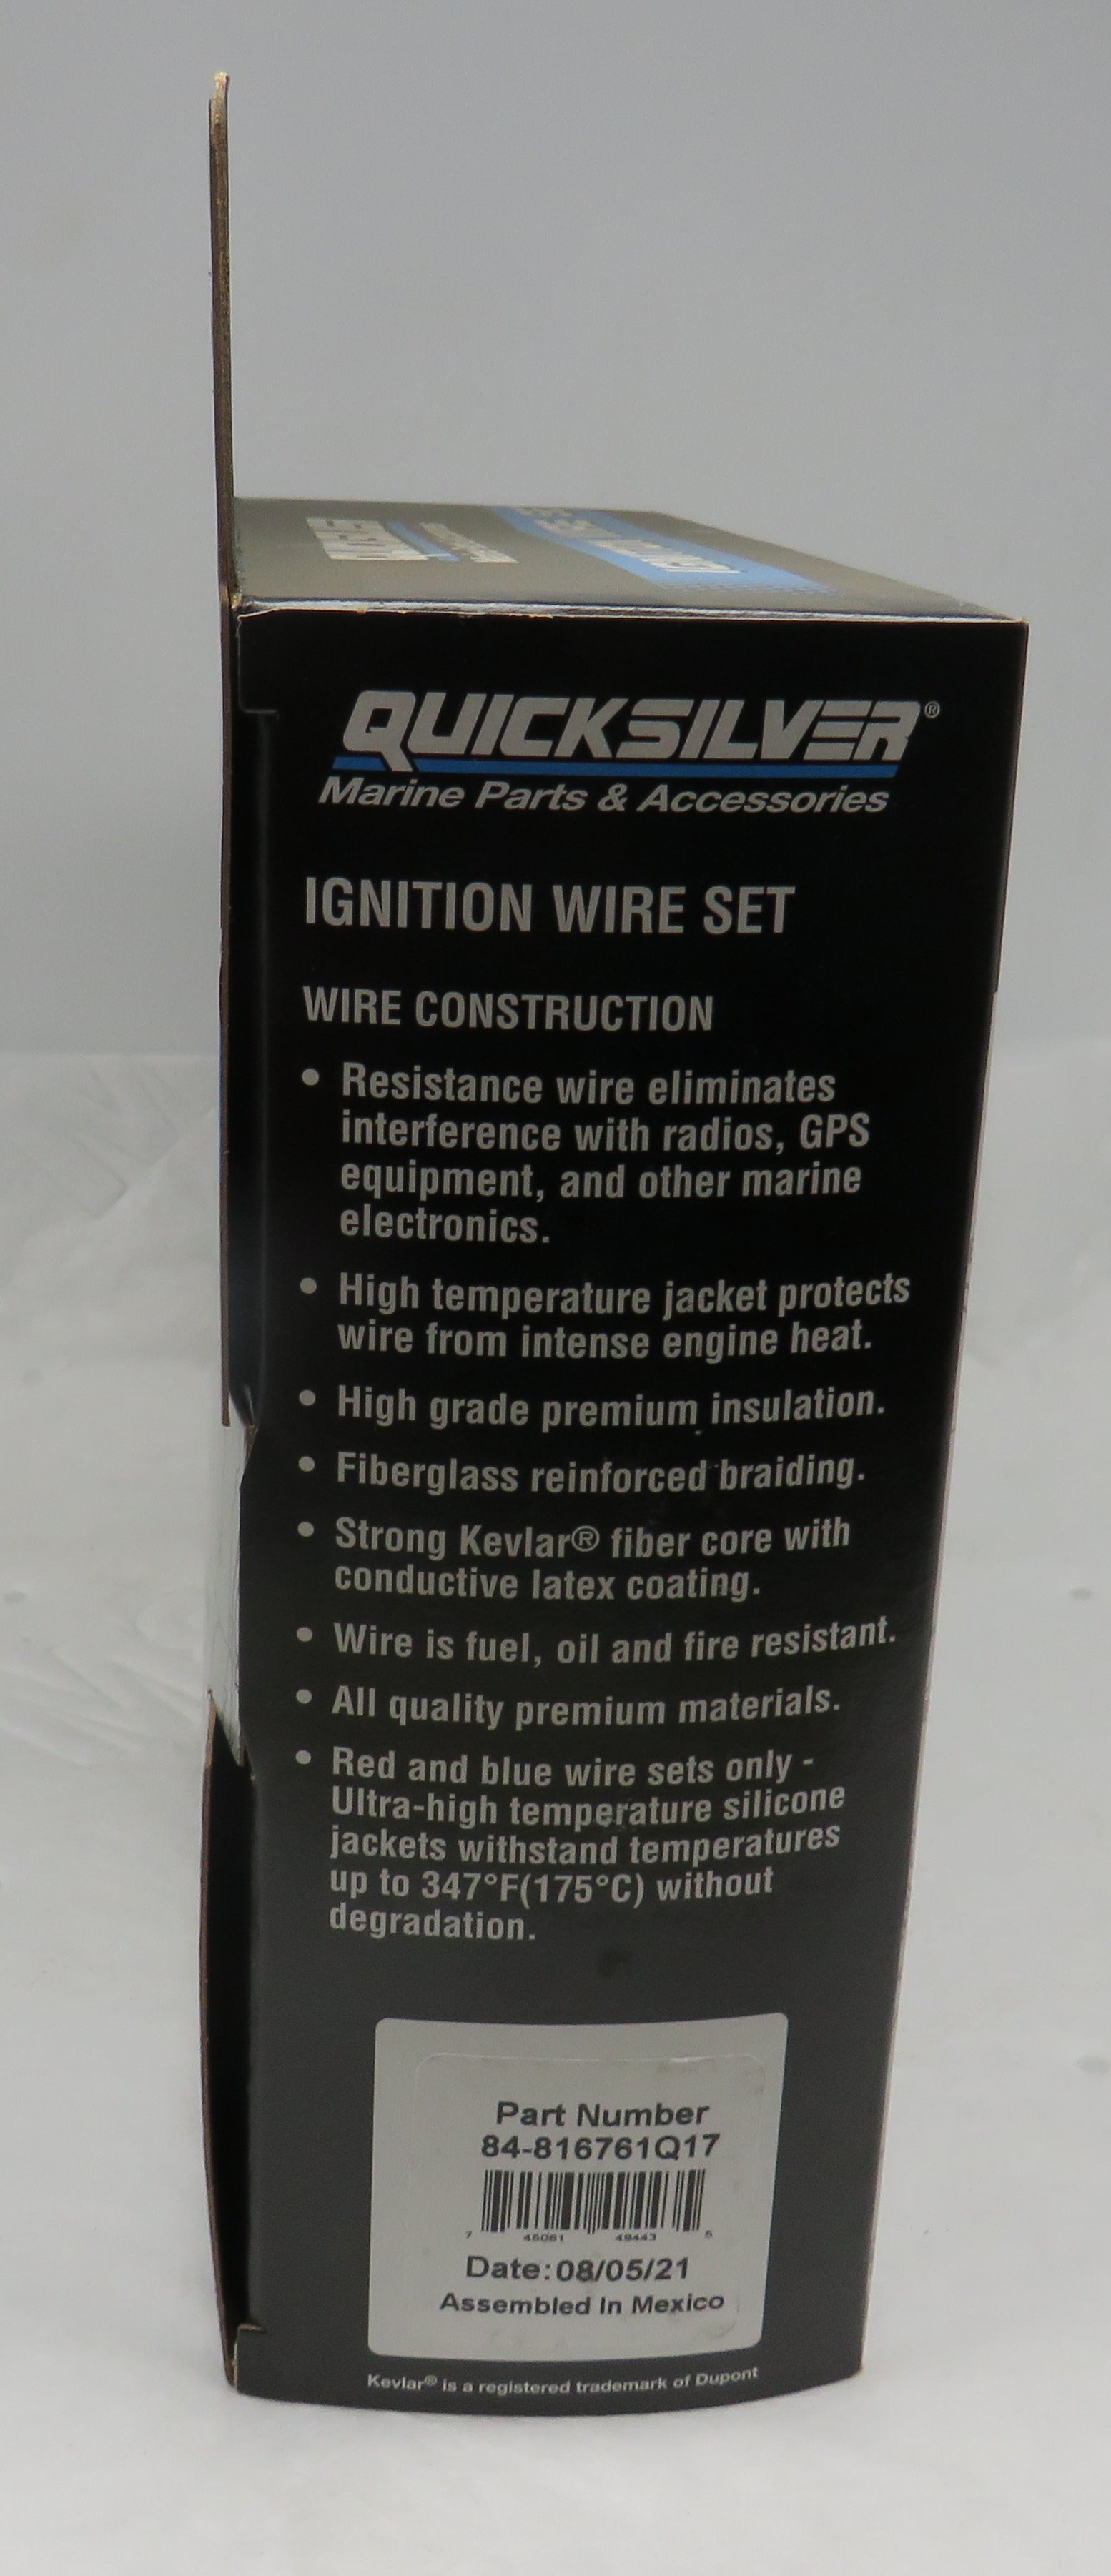 QUICKSILVER®
Marine Parts & Accessories
IGNITION WIRE SET
WIRE CONSTRUCTION
• Resistance wire eliminates
interference with radios, GPS
equipment, and other marine
electronics.
• High temperature jacket protects
wire from intense engine heat.
• High grade premium insulation.
• Fiberglass reinforced braiding.
• Strong Kevlar® fiber core with
conductive latex coating.
• Wire is fuel, oil and fire resistant.
• All quality premium materials.
• Red and blue wire sets only -
Ultra-high temperature silicone
jackets withstand temperatures
up to 347°F(175°C) without
degradation.
Part Number
84-816761Q17
7 45061 49443 5
Date:08/05/21
Assembled In Mexico
Kevlar® is a registered trademark of Dupont